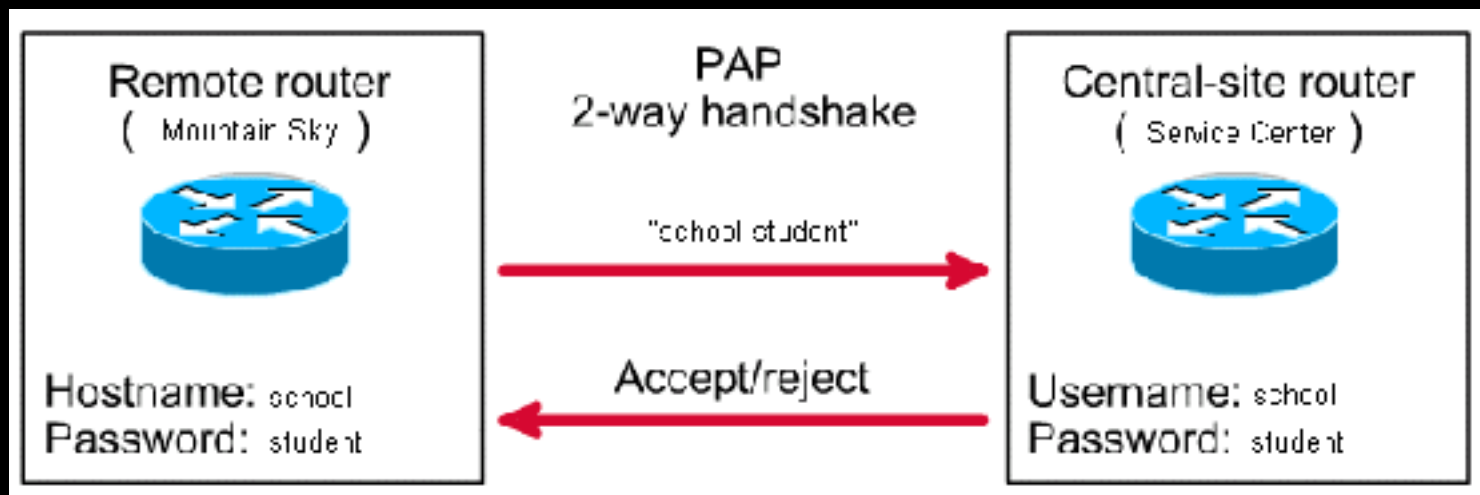 Remote router
( Mountain Sky )
Hostname: school
Password: student
PAP
2-way handshake
"school student"
Accept/reject
Central-site router
( Service Center )
Username: school
Password: student